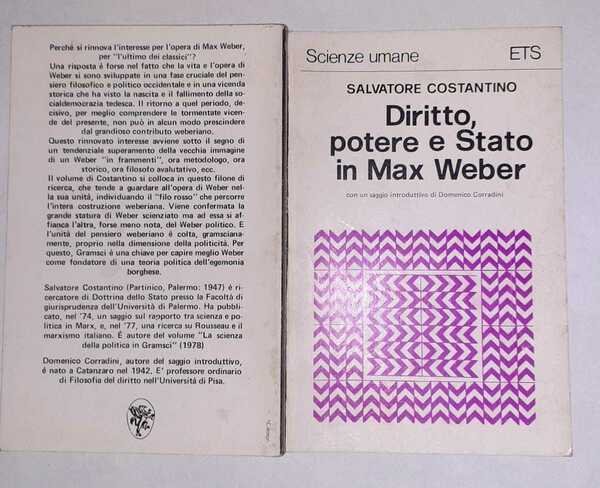 Perché si rinnova l'interesse per l'opera di Max Weber,
per "l'ultimo dei classici"?
Una risposta è forse nel fatto che la vita e l'opera di
Weber si sono sviluppate in una fase cruciale del pen-
siero filosofico e politico occidentale e in una vicenda
storica che ha visto la nascita e il fallimento della so-
cialdemocrazia tedesca. Il ritorno a quel periodo, de-
cisivo, per meglio comprendere le tormentate vicen-
de del presente, non può in alcun modo prescindere
dal grandioso contributo weberiano.
Questo rinnovato interesse avviene sotto il segno di
un tendenziale superamento della vecchia immagine
di un Weber "in frammenti", ora metodologo, ora
storico, ora filosofo avalutativo, ecc.
Il volume di Costantino si colloca in questo filone di
ricerca, che tende a guardare all'opera di Weber nel-
la sua unità, individuando il "filo rosso" che percorre
l'intera costruzione weberiana. Viene confermata la
grande statura di Weber scienziato ma ad essa si af-
fianca l'altra, forse meno nota, del Weber politico. E
l'unità del pensiero weberiano è colta, gramsciana-
mente, proprio nella dimensione della politicità. Per
questo, Gramsci è una chiave per capire meglio Weber
come fondatore di una teoria politica dell'egemonia
borghese.
Salvatore Costantino (Partinico, Palermo: 1947) è ri-
cercatore di Dottrina dello Stato presso la Facoltà di
giurisprudenza dell'Università di Palermo. Ha pubbli-
cato, nel '74, un saggio sul rapporto tra scienza e po-
litica in Marx, e, nel '77, una ricerca su Rousseau e il
marxismo italiano. È autore del volume "La scienza
della politica in Gramsci" (1978)
Domenico Corradini, autore del saggio introduttivo,
è nato a Catanzaro nel 1942. E' professore ordinario
di Filosofia del diritto nell'Università di Pisa.
Scienze umane ETS
SALVATORE COSTANTINO
Diritto,
potere e Stato
in Max Weber
con un saggio introduttivo di Domenico Corradini